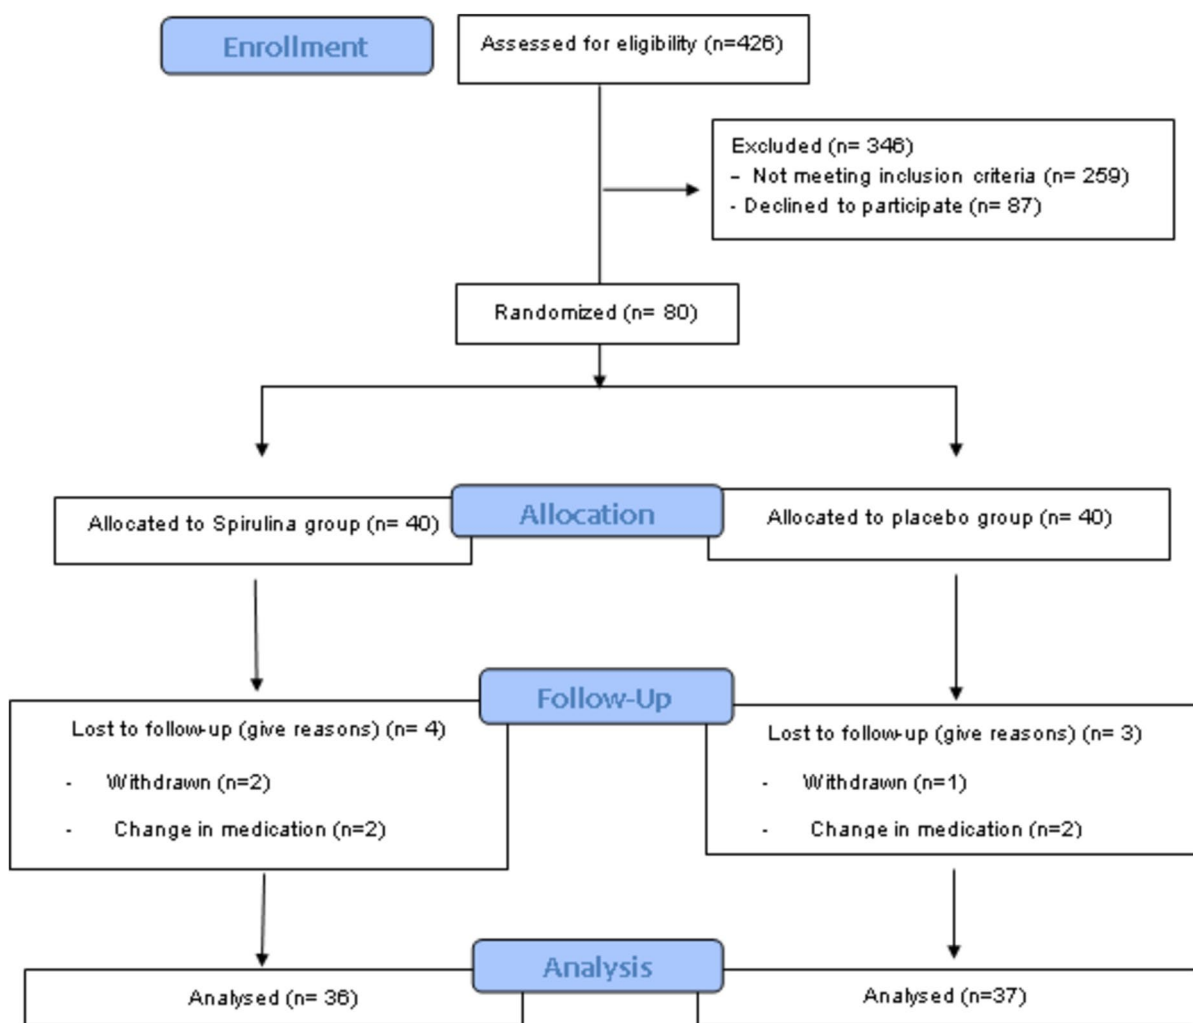 Enrollment
Assessed for eligibility (n=426)
Excluded (n= 346)
– Not meeting inclusion criteria (n= 259)
- Declined to participate (n= 87)
Randomized (n= 80)
Allocated to Spirulina group (n= 40)
Allocation
Allocated to placebo group (n= 40)
Follow-Up
Lost to follow-up (give reasons) (n= 4)
- Withdrawn (n=2)
- Change in medication (n=2)
Lost to follow-up (give reasons) (n= 3)
- Withdrawn (n=1)
- Change in medication (n=2)
Analysis
Analysed (n= 36)
Analysed (n=37)